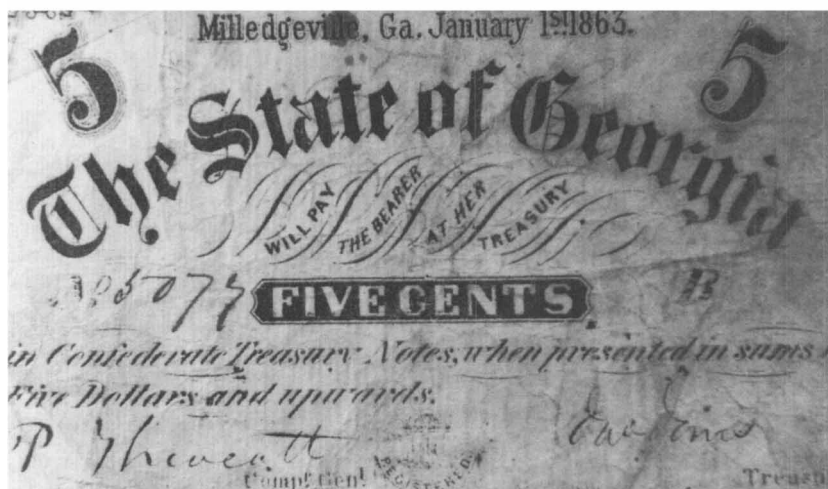 Milledgeville, Ga. January 1st 1863.
5 5
The State of Georgia
WILL PAY THE BEARER AT HER TREASURY
No 5077 FIVE CENTS B
in Confederate Treasury Notes, when presented in sums
Five Dollars and upwards.
Compt Genl REGISTERED